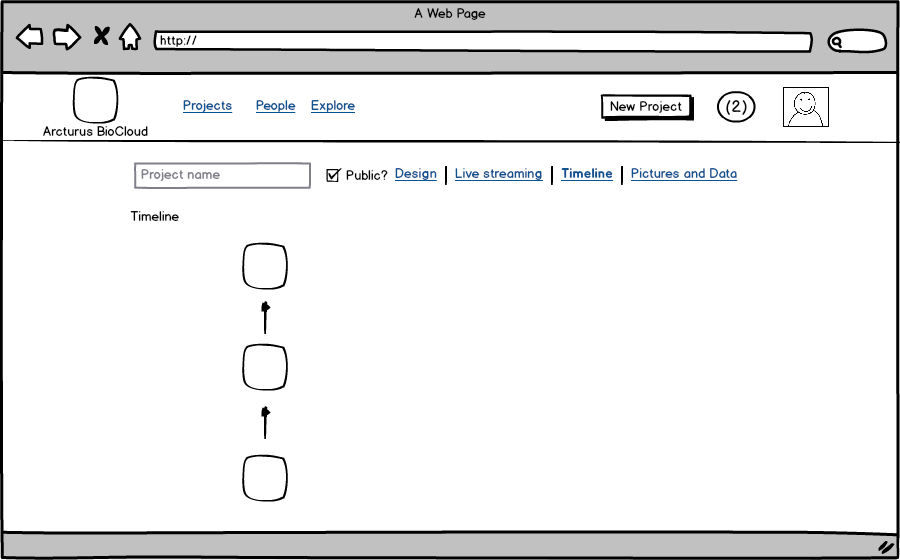 A Web Page
http://
Projects People Explore New Project (2)
Arcturus BioCloud
Project name Public? Design Live streaming Timeline Pictures and Data
Timeline